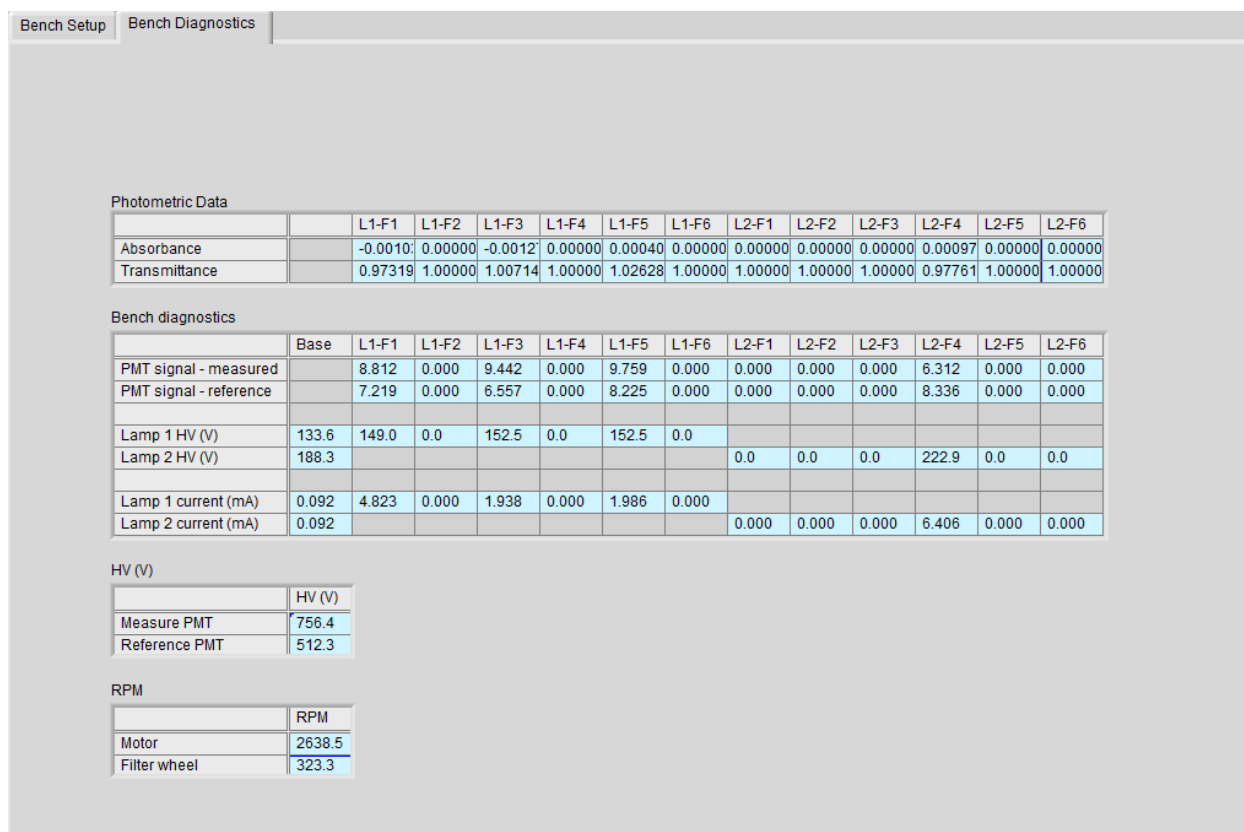 Bench Setup Bench Diagnostics
Photometric Data
L1-F1 L1-F2 L1-F3 L1-F4 L1-F5 L1-F6 L2-F1 L2-F2 L2-F3 L2-F4 L2-F5 L2-F6
Absorbance -0.0010 0.00000 -0.0012 0.00000 0.00040 0.00000 0.00000 0.00000 0.00000 0.00097 0.00000 0.00000
Transmittance 0.97319 1.00000 1.00714 1.00000 1.02628 1.00000 1.00000 1.00000 1.00000 0.97761 1.00000 1.00000
Bench diagnostics
Base L1-F1 L1-F2 L1-F3 L1-F4 L1-F5 L1-F6 L2-F1 L2-F2 L2-F3 L2-F4 L2-F5 L2-F6
PMT signal - measured 8.812 0.000 9.442 0.000 9.759 0.000 0.000 0.000 0.000 6.312 0.000 0.000
PMT signal - reference 7.219 0.000 6.557 0.000 8.225 0.000 0.000 0.000 0.000 8.336 0.000 0.000
Lamp 1 HV (V) 133.6 149.0 0.0 152.5 0.0 152.5 0.0
Lamp 2 HV (V) 188.3 0.0 0.0 0.0 222.9 0.0 0.0
Lamp 1 current (mA) 0.092 4.823 0.000 1.938 0.000 1.986 0.000
Lamp 2 current (mA) 0.092 0.000 0.000 0.000 6.406 0.000 0.000
HV (V)
HV (V)
Measure PMT 756.4
Reference PMT 512.3
RPM
RPM
Motor 2638.5
Filter wheel 323.3